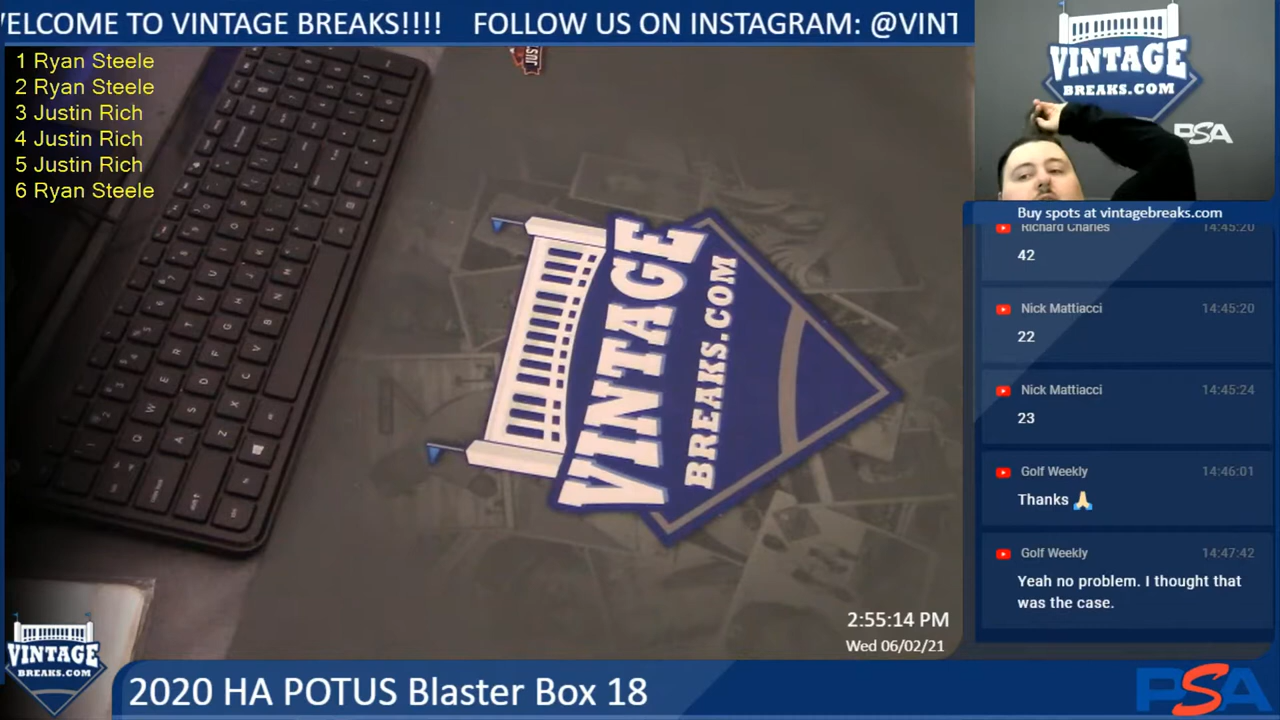 ELCOME TO VINTAGE BREAKS!!!! FOLLOW US ON INSTAGRAM: @VINT
1 Ryan Steele
2 Ryan Steele
3 Justin Rich
4 Justin Rich
5 Justin Rich
6 Ryan Steele
JUST
VINTAGE
BREAKS.COM
VINTAGE
BREAKS.COM
PSA
Buy spots at vintagebreaks.com
Richard Charles 14:45:20
42
Nick Mattiacci 14:45:20
22
Nick Mattiacci 14:45:24
23
Golf Weekly 14:46:01
Thanks 🙏
Golf Weekly 14:47:42
Yeah no problem. I thought that
was the case.
2:55:14 PM
Wed 06/02/21
VINTAGE
BREAKS.COM
2020 HA POTUS Blaster Box 18
PSA